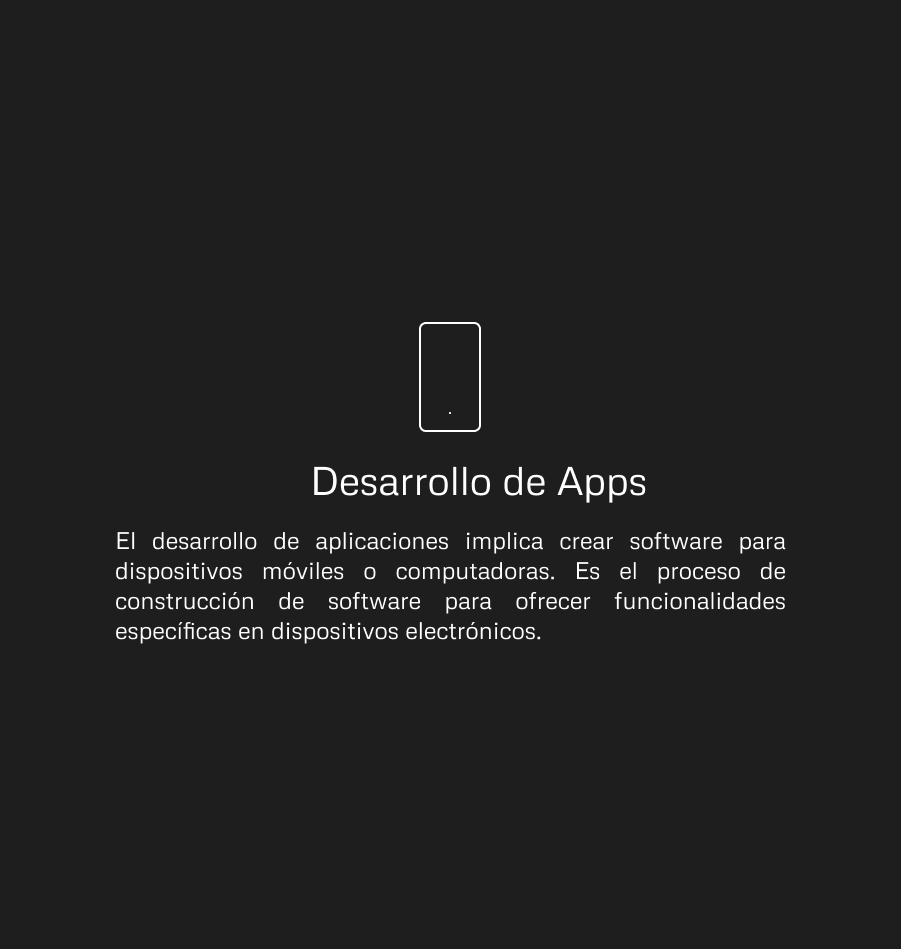 Desarrollo de Apps
El desarrollo de aplicaciones implica crear software para
dispositivos móviles o computadoras. Es el proceso de
construcción de software para ofrecer funcionalidades
específicas en dispositivos electrónicos.